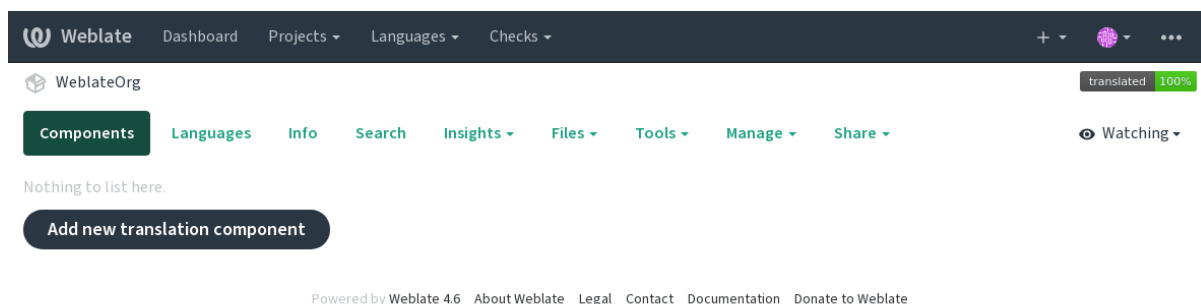 Weblate Dashboard Projects Languages Checks
WeblateOrg translated 100%
Components Languages Info Search Insights Files Tools Manage Share Watching
Nothing to list here.
Add new translation component
Powered by Weblate 4.6 About Weblate Legal Contact Documentation Donate to Weblate